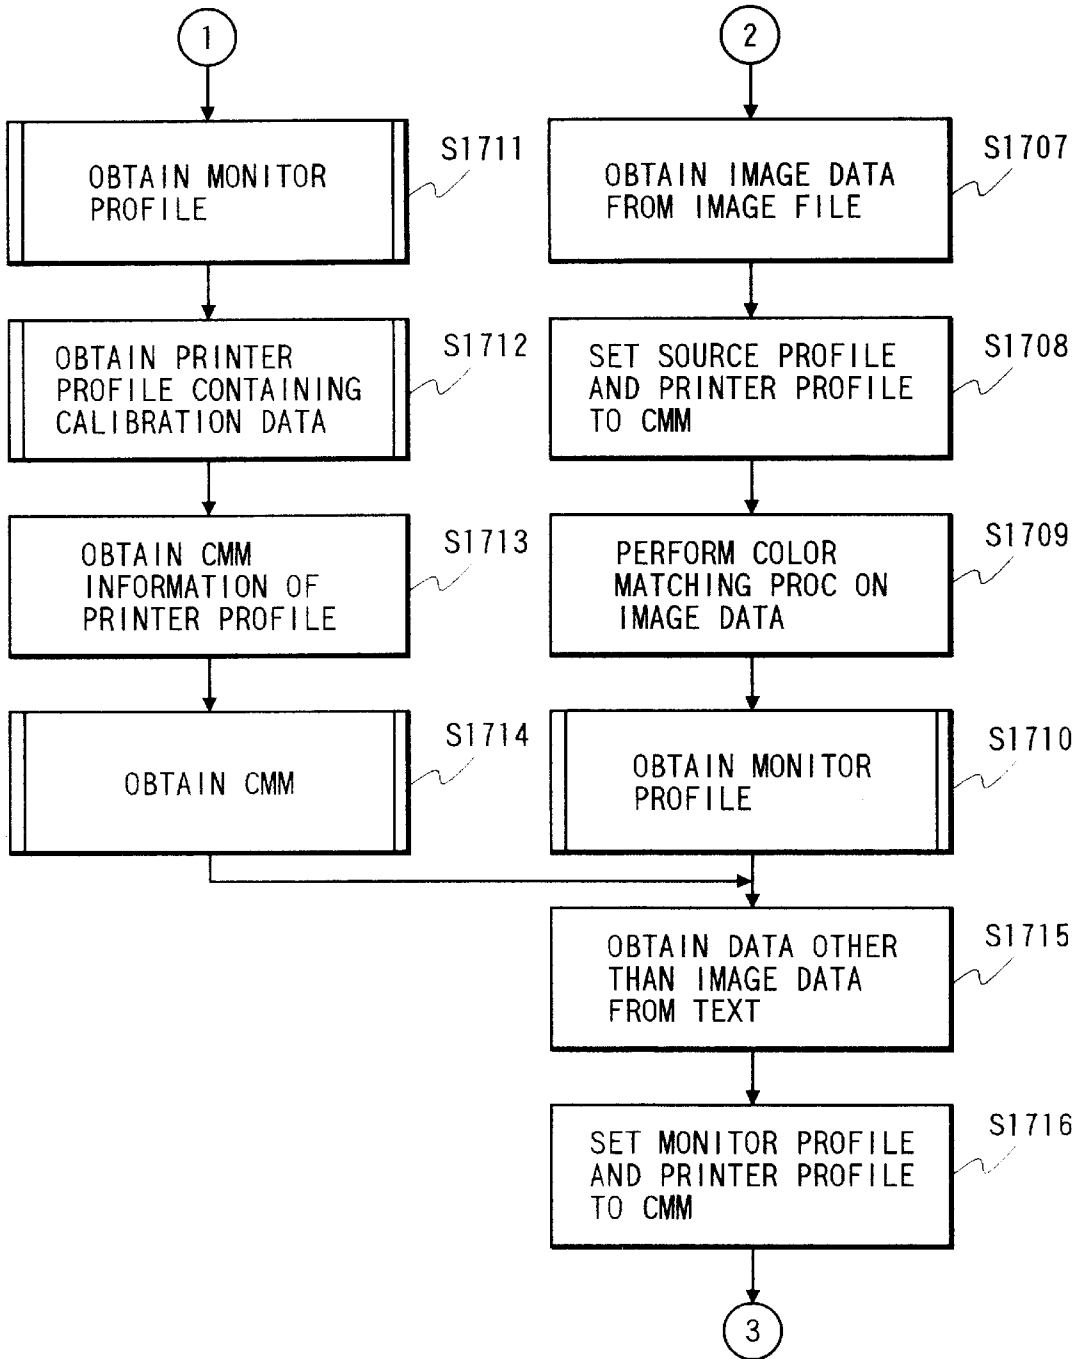 1
OBTAIN MONITOR
PROFILE
S1711
OBTAIN PRINTER
PROFILE CONTAINING
CALIBRATION DATA
S1712
OBTAIN CMM
INFORMATION OF
PRINTER PROFILE
S1713
OBTAIN CMM
S1714
2
OBTAIN IMAGE DATA
FROM IMAGE FILE
S1707
SET SOURCE PROFILE
AND PRINTER PROFILE
TO CMM
S1708
PERFORM COLOR
MATCHING PROC ON
IMAGE DATA
S1709
OBTAIN MONITOR
PROFILE
S1710
OBTAIN DATA OTHER
THAN IMAGE DATA
FROM TEXT
S1715
SET MONITOR PROFILE
AND PRINTER PROFILE
TO CMM
S1716
3